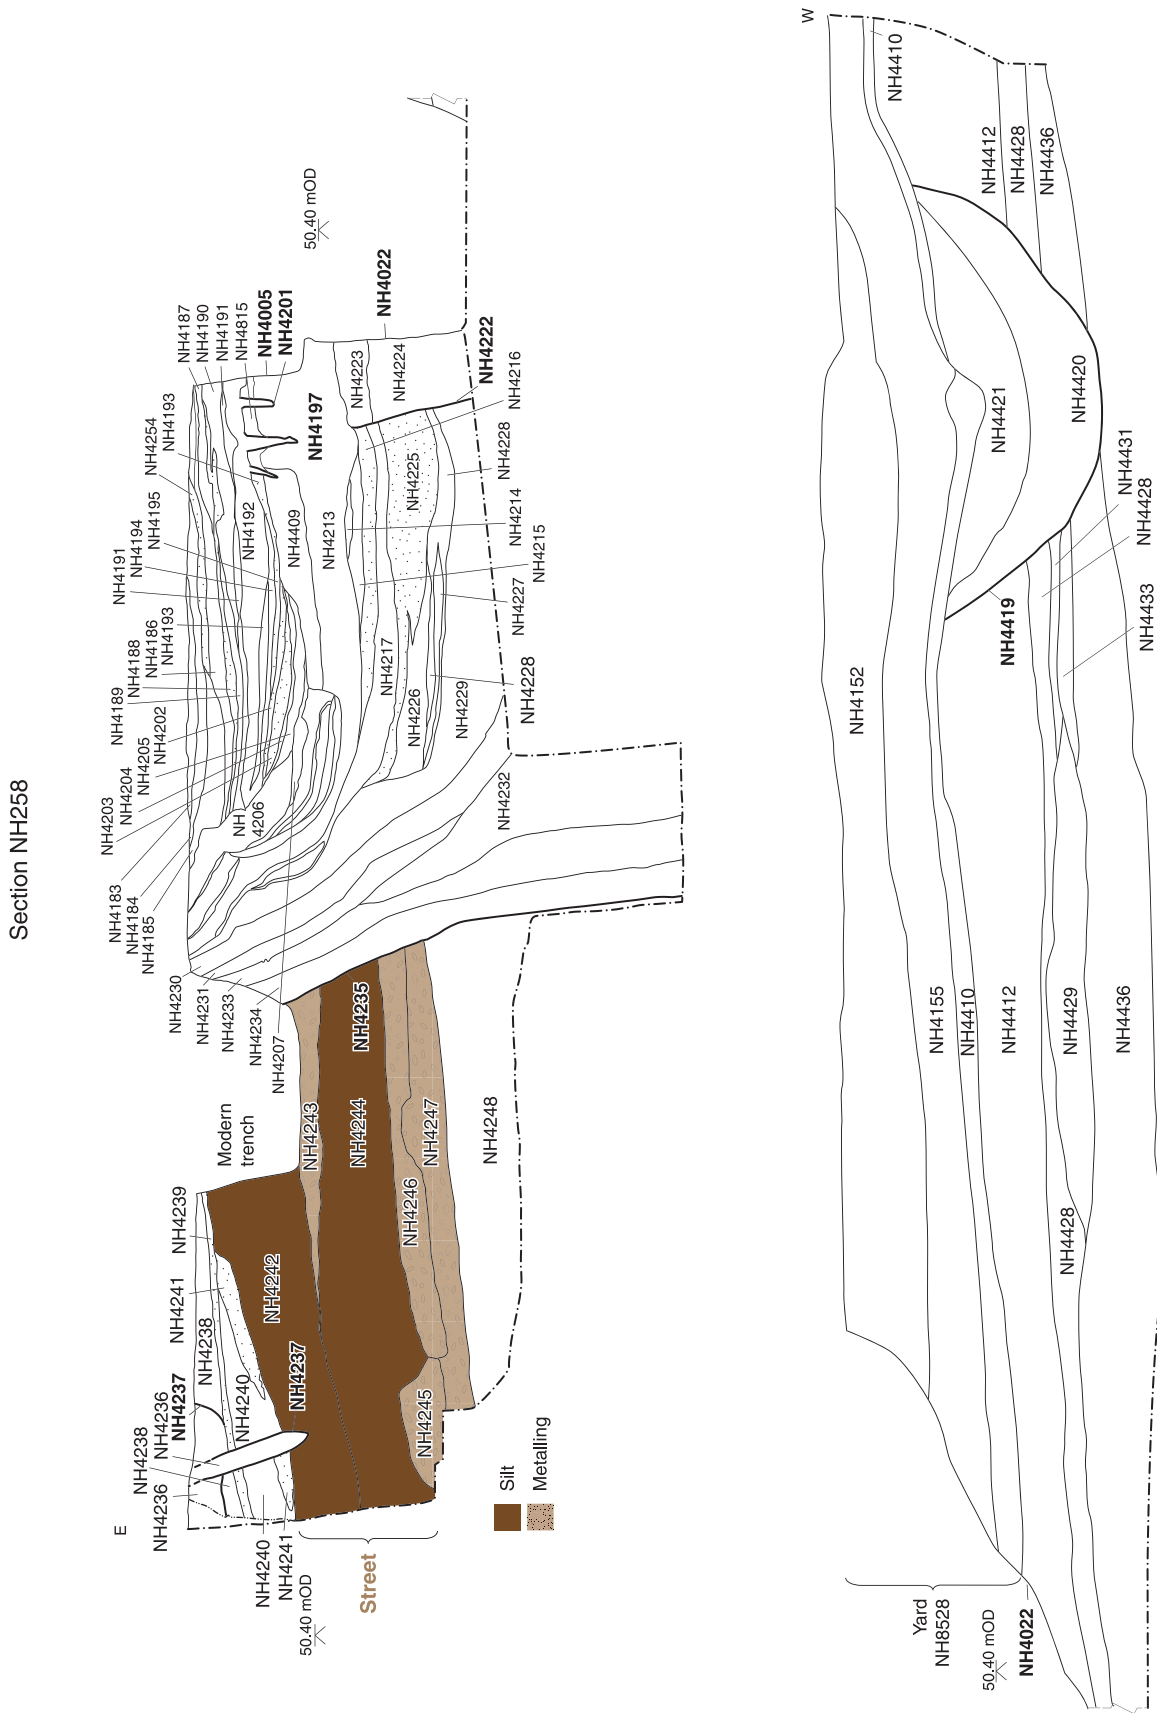 Section NH258
E
W
NH4187
NH4190
NH4191
NH4815
NH4005
NH4201
50.40 mOD
NH4022
NH4222
NH4223
NH4224
NH4216
NH4197
NH4254
NH4193
NH4195
NH4194
NH4191
NH4192
NH4409
NH4213
NH4225
NH4228
NH4214
NH4215
NH4227
NH4188
NH4186
NH4193
NH4189
NH4202
NH4205
NH4204
NH4203
NH
4206
NH4217
NH4226
NH4229
NH4228
NH4232
NH4183
NH4184
NH4185
NH4230
NH4231
NH4233
NH4234
NH4207
NH4235
Modern
trench
NH4243
NH4244
NH4247
NH4246
NH4248
NH4239
NH4241
NH4238
NH4242
NH4237
NH4240
NH4237
NH4236
NH4238
NH4236
NH4245
NH4240
NH4241
50.40 mOD
Street
Silt
Metalling
NH4410
NH4412
NH4428
NH4436
NH4421
NH4420
NH4431
NH4428
NH4433
NH4419
NH4152
NH4155
NH4410
NH4412
NH4429
NH4436
NH4428
Yard
NH8528
50.40 mOD
NH4022